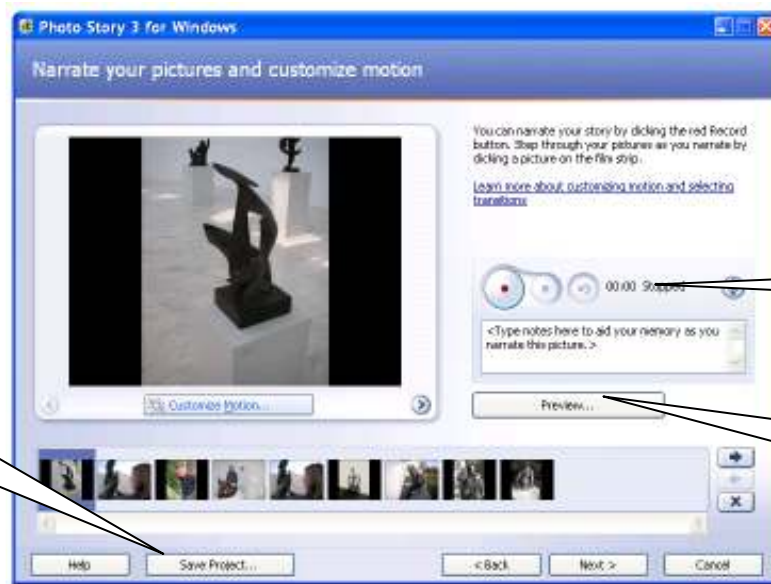 Photo Story 3 for Windows
Narrate your pictures and customize motion
You can narrate your story by clicking the red Record
button. Step through your pictures as you narrate by
clicking a picture on the film strip.
Learn more about customizing motion and selecting
transitions
00:00 Stopped
<Type notes here to aid your memory as you
narrate this picture.>
Customize Motion...
Preview...
Help
Save Project...
< Back
Next >
Cancel